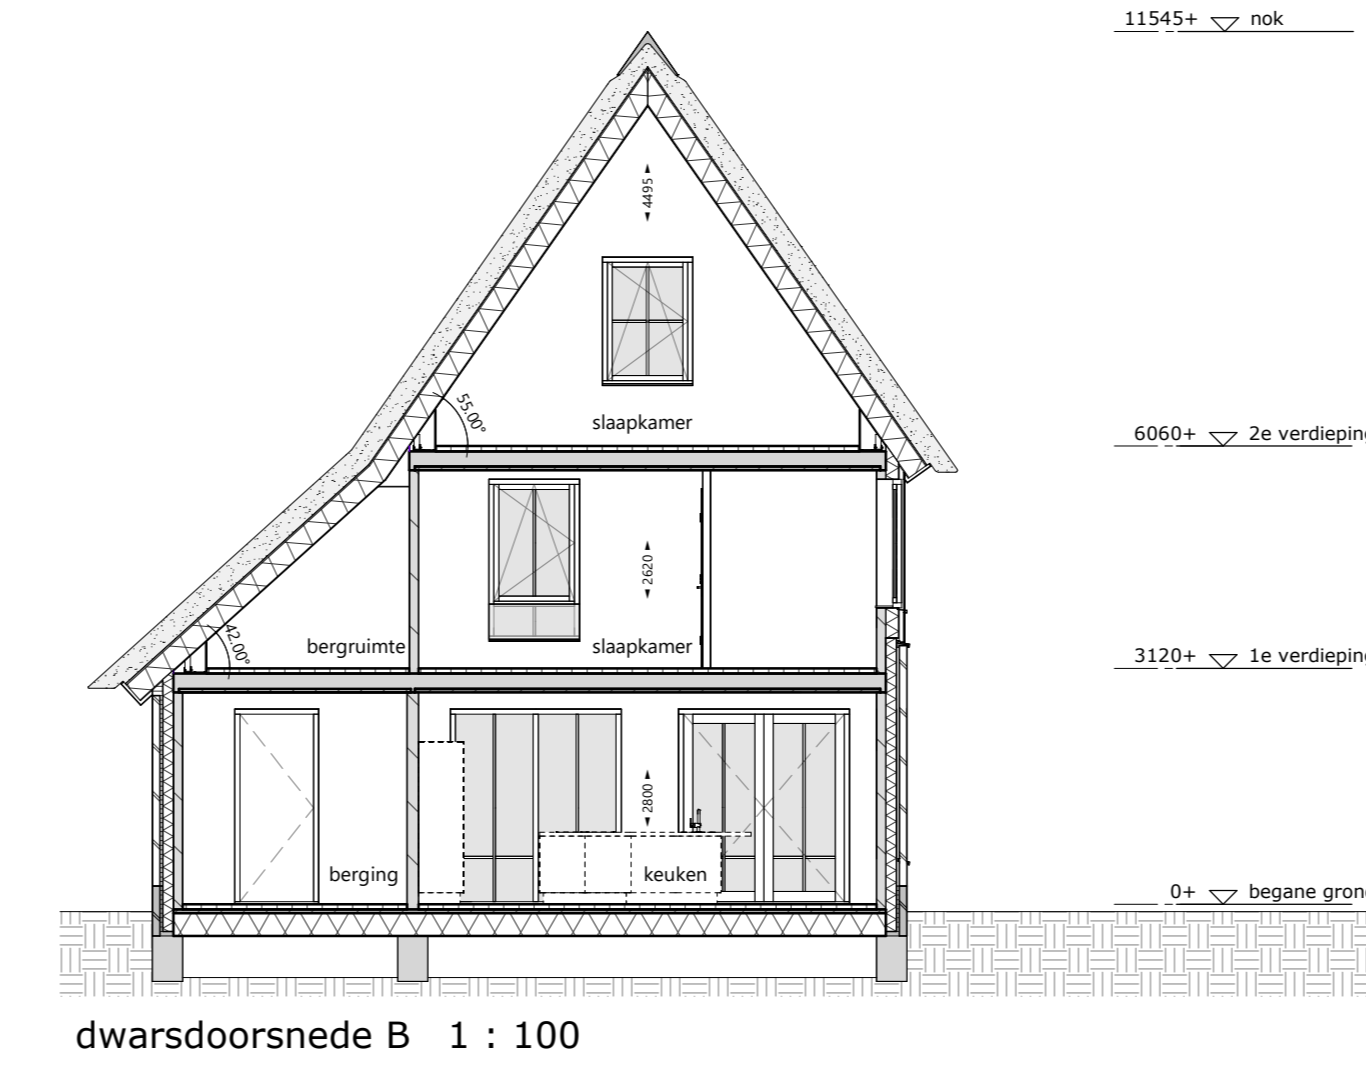 11545+ nok
4495
55.00°
slaapkamer
6060+ 2e verdieping
2620
42.00°
bergruimte
slaapkamer
3120+ 1e verdieping
2800
berging
keuken
0+ begane grond
dwarsdoorsnede B 1 : 100